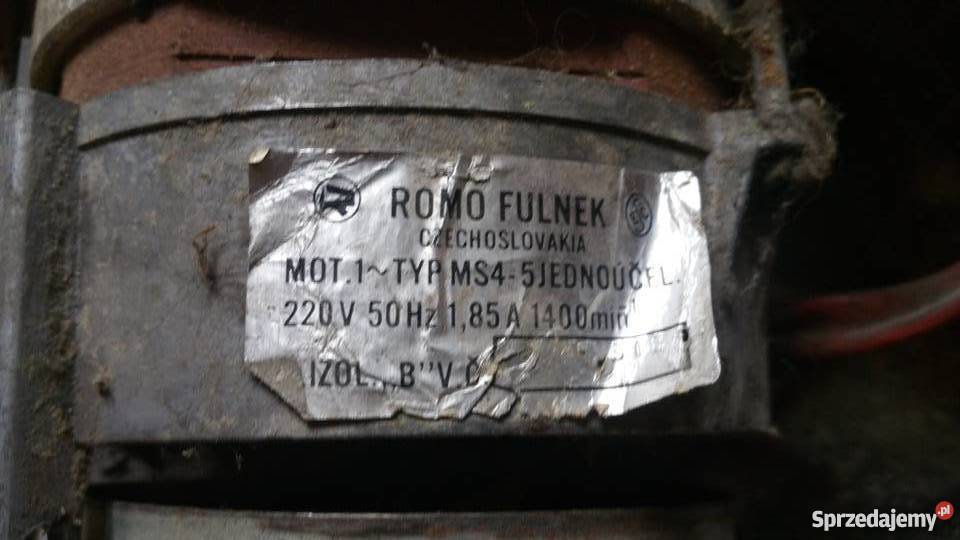 ROMO FULNEK
CZECHOSLOVAKIA
MOT.1~TYP MS4-5JEDNOÚČEL.
220V 50Hz 1,85A 1400min
IZOL. „B" V.Č
Sprzedajemy.pl